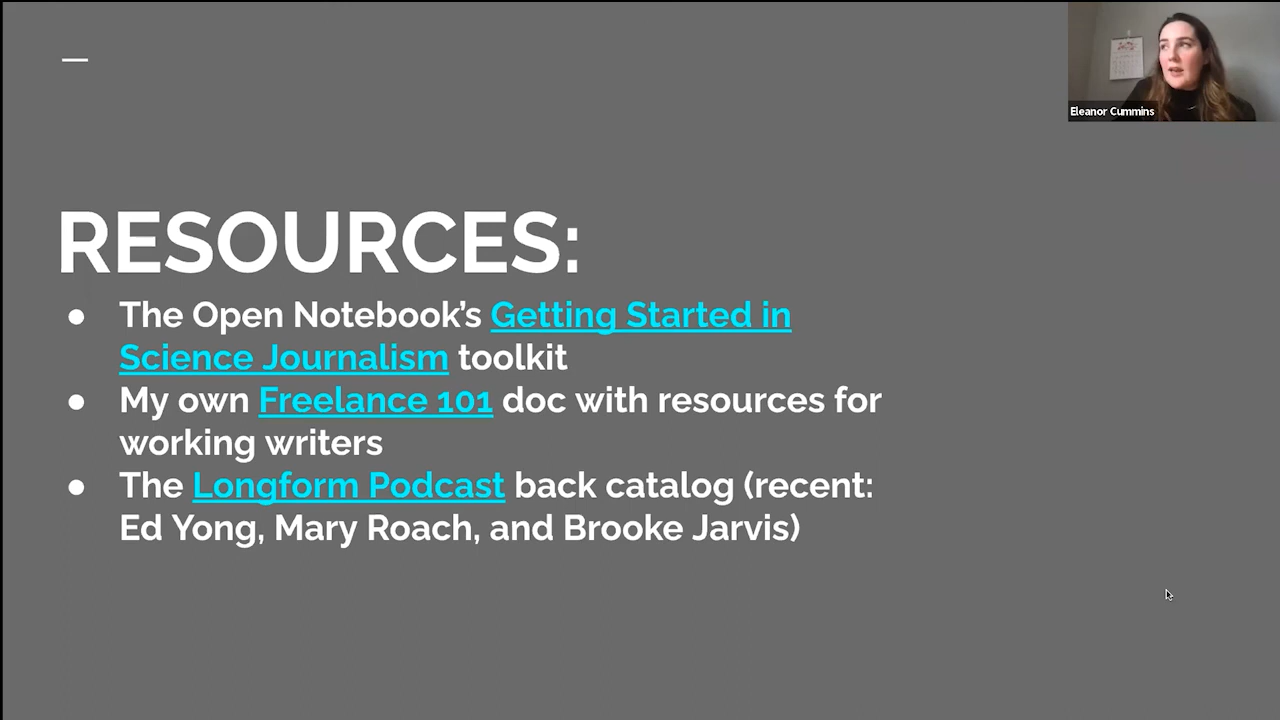 Eleanor Cummins
RESOURCES:
● The Open Notebook’s Getting Started in
Science Journalism toolkit
● My own Freelance 101 doc with resources for
working writers
● The Longform Podcast back catalog (recent:
Ed Yong, Mary Roach, and Brooke Jarvis)